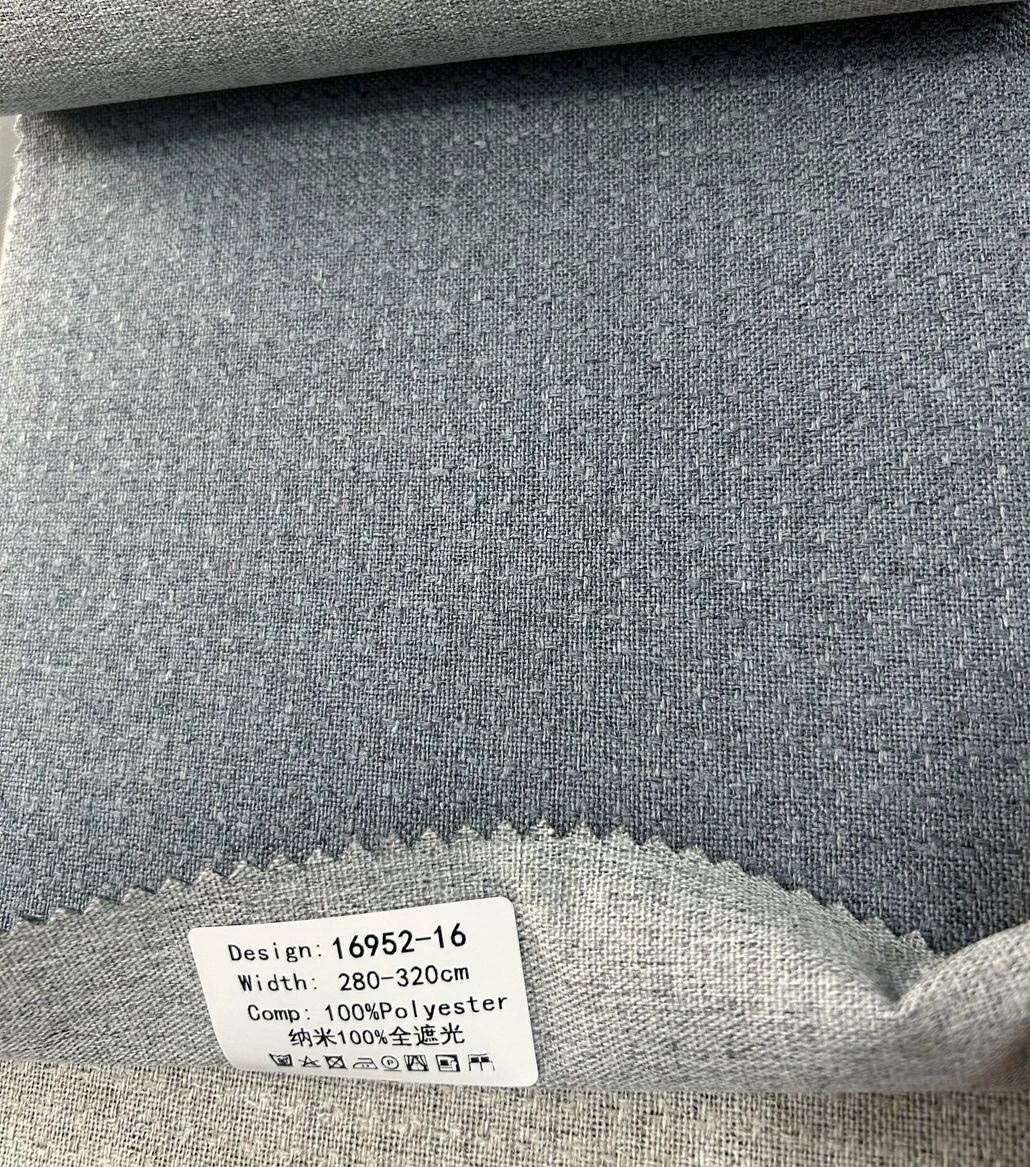 Design: 16952-16
Width: 280-320cm
Comp: 100%Polyester
纳米100%全遮光